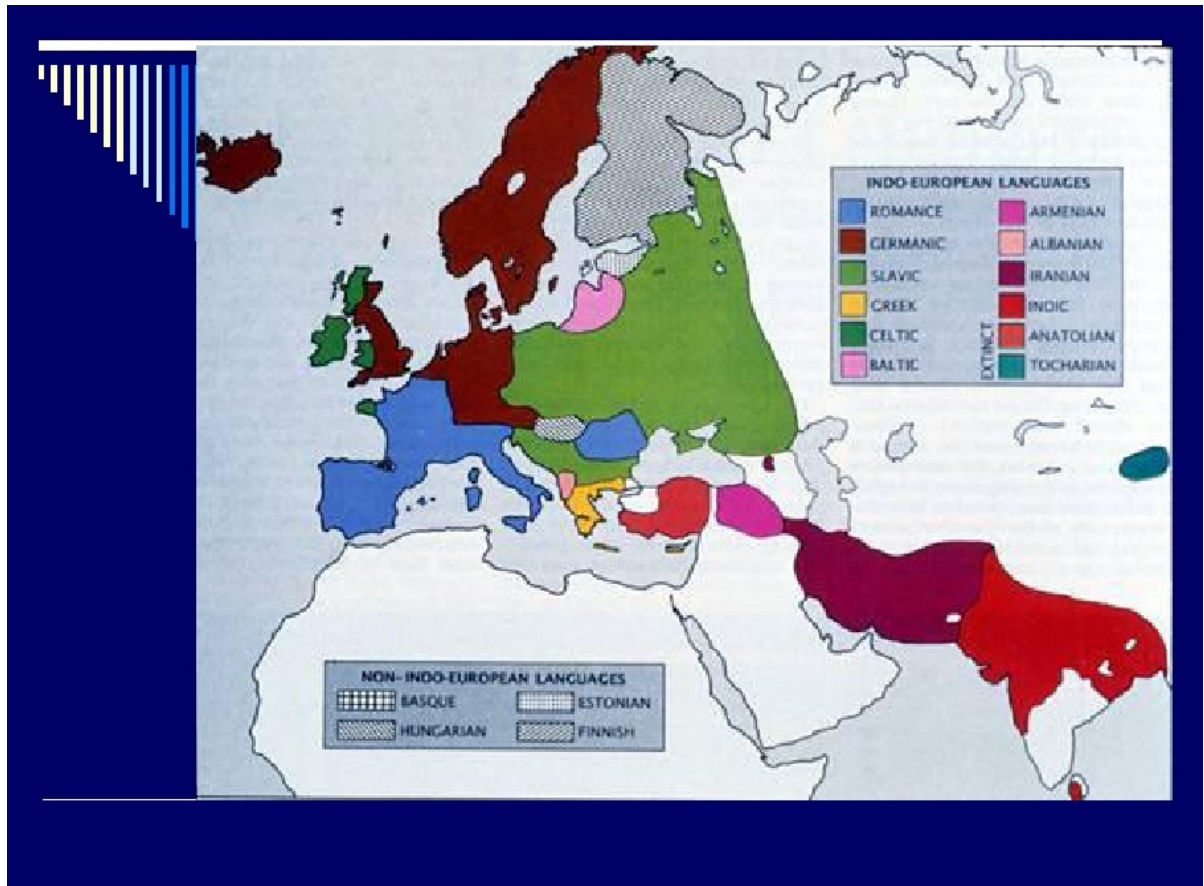 INDO-EUROPEAN LANGUAGES
ROMANCE
GERMANIC
SLAVIC
GREEK
CELTIC
BALTIC
ARMENIAN
ALBANIAN
IRANIAN
INDIC
EXTINCT
ANATOLIAN
TOCHARIAN
NON-INDO-EUROPEAN LANGUAGES
BASQUE
ESTONIAN
HUNGARIAN
FINNISH